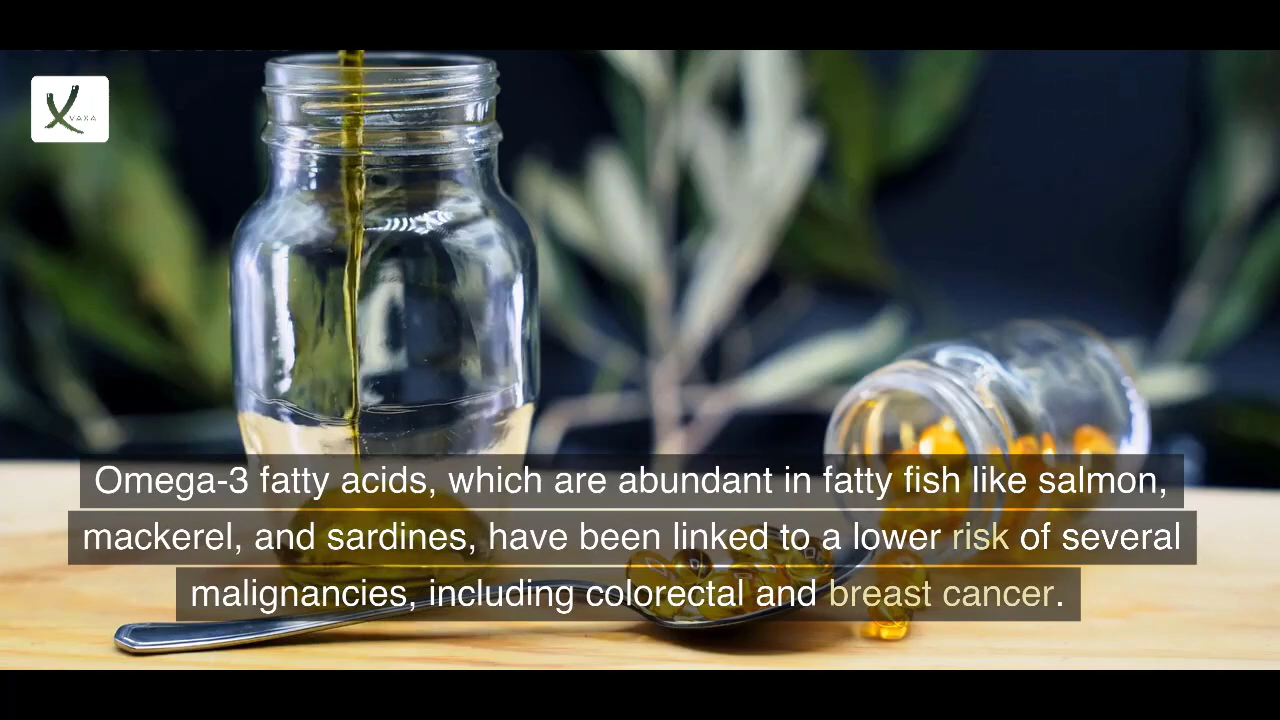 VAXA
Omega-3 fatty acids, which are abundant in fatty fish like salmon,
mackerel, and sardines, have been linked to a lower risk of several
malignancies, including colorectal and breast cancer.